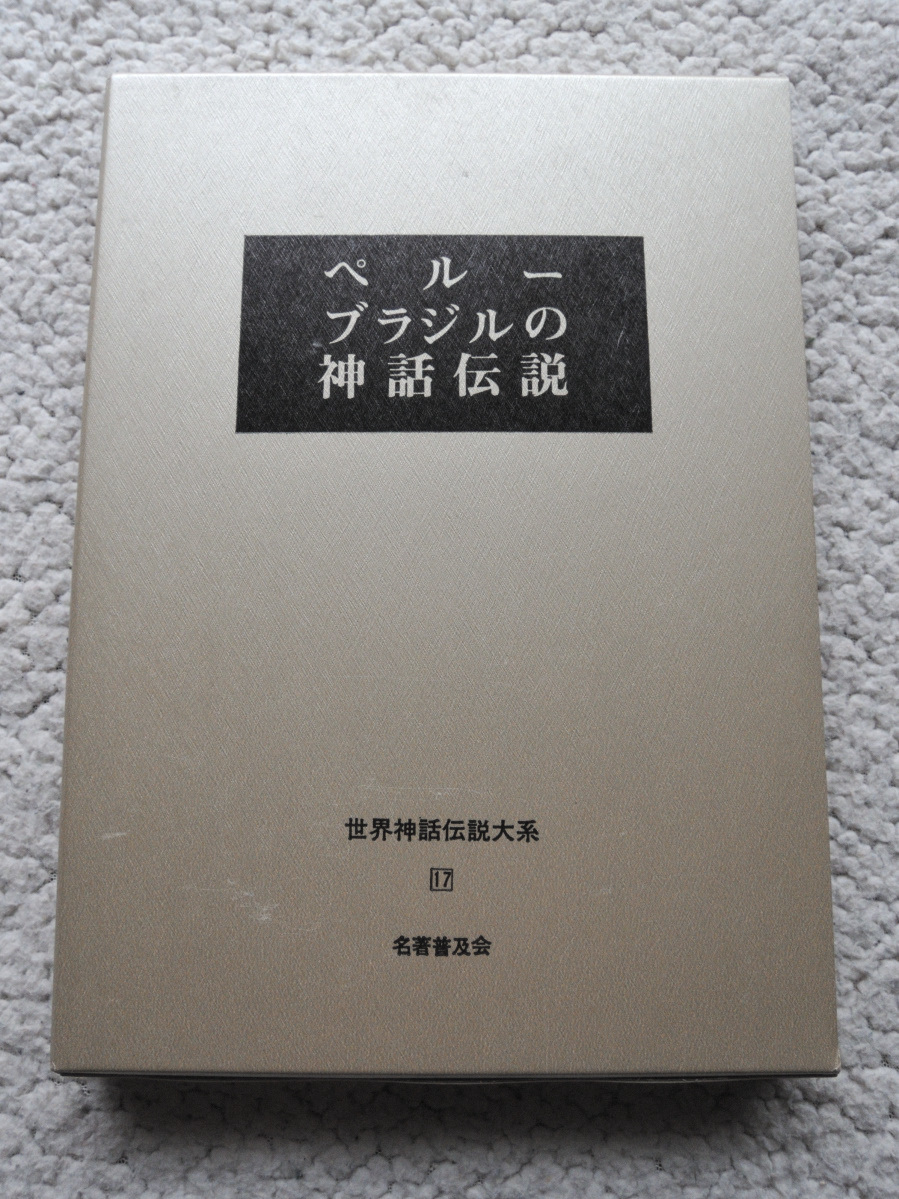 ペルー
ブラジルの
神話伝説
世界神話伝説大系
17
名著普及会